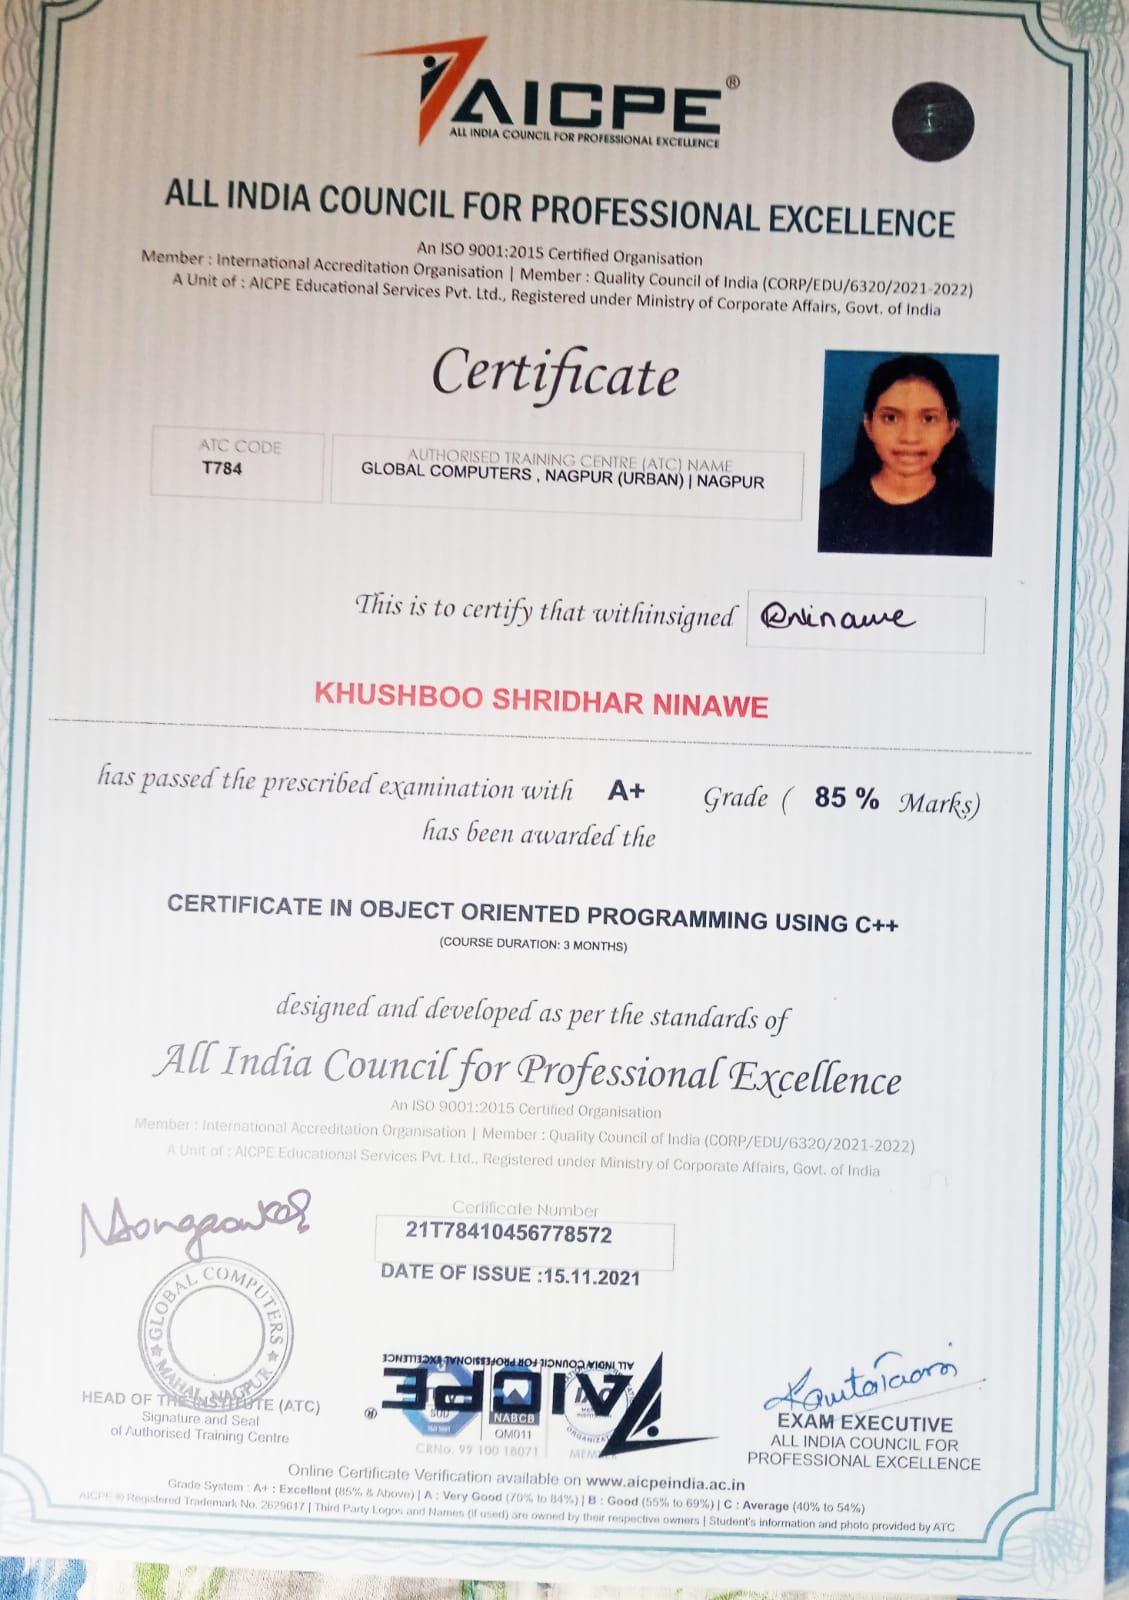 AICPE®
ALL INDIA COUNCIL FOR PROFESSIONAL EXCELLENCE
ALL INDIA COUNCIL FOR PROFESSIONAL EXCELLENCE
An ISO 9001:2015 Certified Organisation
Member : International Accreditation Organisation | Member : Quality Council of India (CORP/EDU/6320/2021-2022)
A Unit of : AICPE Educational Services Pvt. Ltd., Registered under Ministry of Corporate Affairs, Govt. of India
Certificate
ATC CODE
T784
AUTHORISED TRAINING CENTRE (ATC) NAME
GLOBAL COMPUTERS , NAGPUR (URBAN) | NAGPUR
This is to certify that withinsigned
KHUSHBOO SHRIDHAR NINAWE
has passed the prescribed examination with A+ Grade ( 85 % Marks)
has been awarded the
CERTIFICATE IN OBJECT ORIENTED PROGRAMMING USING C++
(COURSE DURATION: 3 MONTHS)
designed and developed as per the standards of
All India Council for Professional Excellence
An ISO 9001:2015 Certified Organisation
Member : International Accreditation Organisation | Member : Quality Council of India (CORP/EDU/6320/2021-2022)
A Unit of : AICPE Educational Services Pvt. Ltd., Registered under Ministry of Corporate Affairs, Govt. of India
Certificate Number
21T78410456778572
DATE OF ISSUE :15.11.2021
GLOBAL COMPUTERS
MAHAL, NAGPUR
HEAD OF THE INSTITUTE (ATC)
Signature and Seal
of Authorised Training Centre
ALL INDIA COUNCIL FOR PROFESSIONAL EXCELLENCE
AICPE®
NABCB
QM011
CRNo. 99 100 18071
EXAM EXECUTIVE
ALL INDIA COUNCIL FOR
PROFESSIONAL EXCELLENCE
Online Certificate Verification available on www.aicpeindia.ac.in
Grade System : A+ : Excellent (85% & Above) | A : Very Good (70% to 84%) | B : Good (55% to 69%) | C : Average (40% to 54%)
AICPE ® Registered Trademark No. 2629617 | Third Party Logos and Names (if used) are owned by their respective owners | Student's information and photo provided by ATC